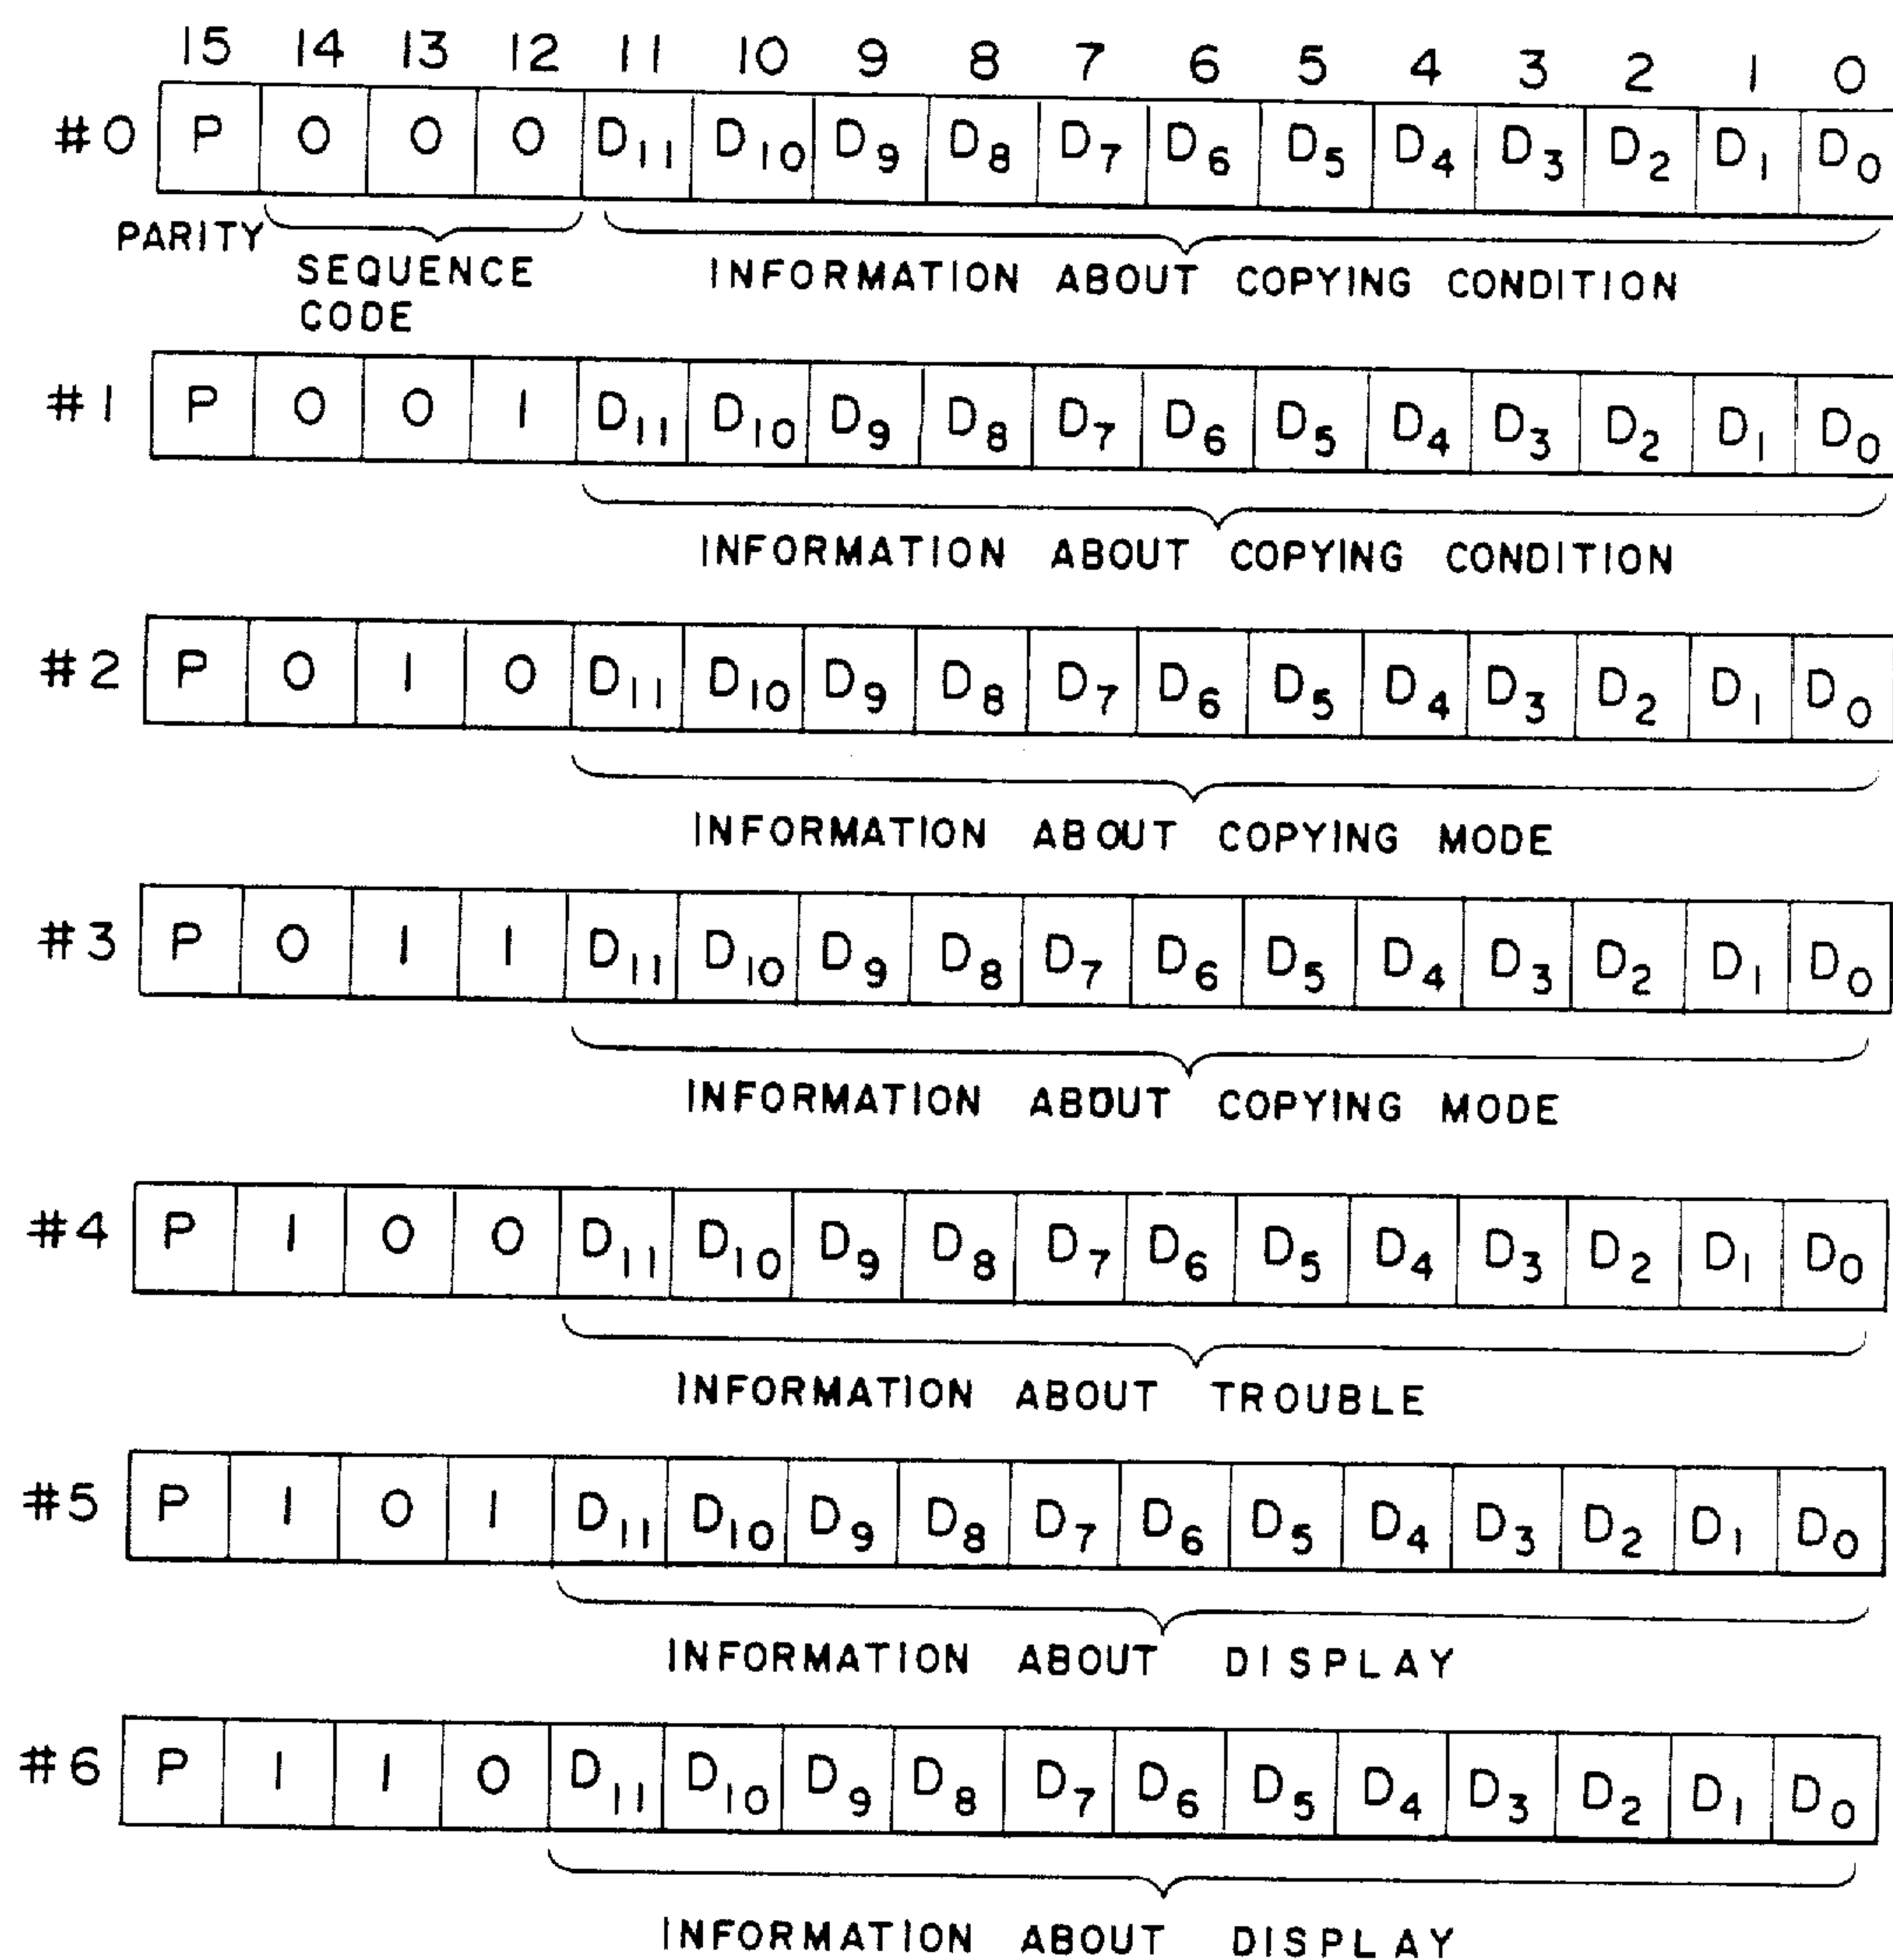 15 14 13 12 11 10 9 8 7 6 5 4 3 2 1 0
#0 P 0 0 0 D11 D10 D9 D8 D7 D6 D5 D4 D3 D2 D1 D0
PARITY
SEQUENCE
CODE
INFORMATION ABOUT COPYING CONDITION
#1 P 0 0 1 D11 D10 D9 D8 D7 D6 D5 D4 D3 D2 D1 D0
INFORMATION ABOUT COPYING CONDITION
#2 P 0 1 0 D11 D10 D9 D8 D7 D6 D5 D4 D3 D2 D1 D0
INFORMATION ABOUT COPYING MODE
#3 P 0 1 1 D11 D10 D9 D8 D7 D6 D5 D4 D3 D2 D1 D0
INFORMATION ABOUT COPYING MODE
#4 P 1 0 0 D11 D10 D9 D8 D7 D6 D5 D4 D3 D2 D1 D0
INFORMATION ABOUT TROUBLE
#5 P 1 0 1 D11 D10 D9 D8 D7 D6 D5 D4 D3 D2 D1 D0
INFORMATION ABOUT DISPLAY
#6 P 1 1 0 D11 D10 D9 D8 D7 D6 D5 D4 D3 D2 D1 D0
INFORMATION ABOUT DISPLAY